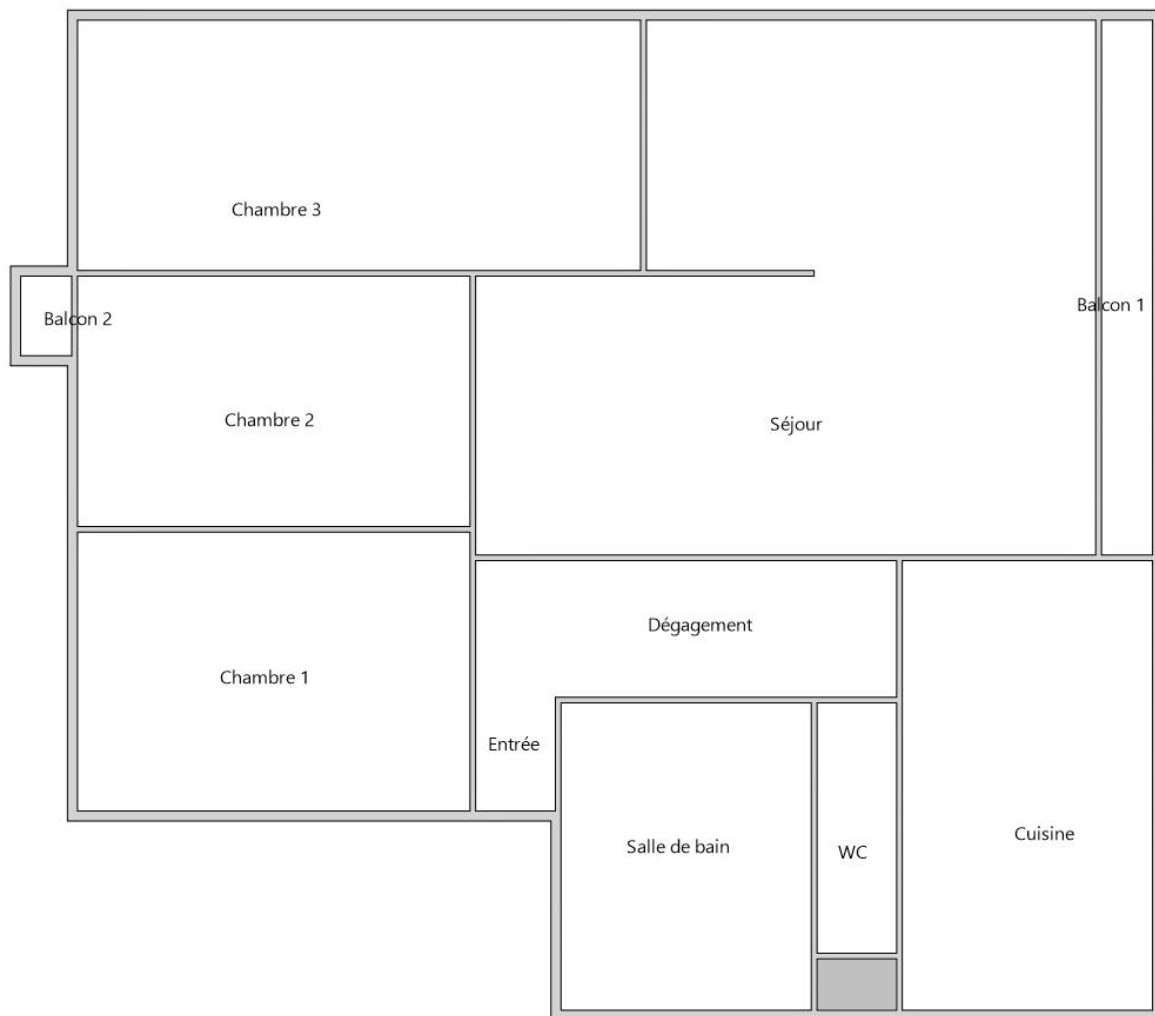 Chambre 3
Balcon 1
Balcon 2
Chambre 2
Séjour
Dégagement
Chambre 1
Entrée
Cuisine
Salle de bain
WC